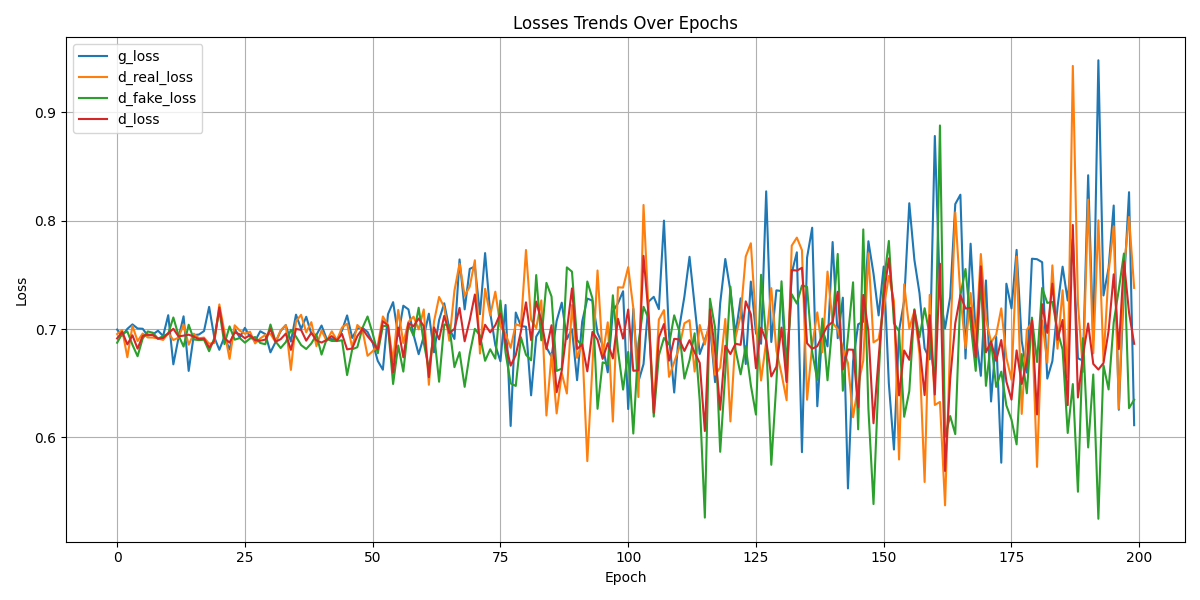 Losses Trends Over Epochs
g_loss
d_real_loss
d_fake_loss
d_loss
0.9
0.8
0.7
0.6
Loss
0 25 50 75 100 125 150 175 200
Epoch